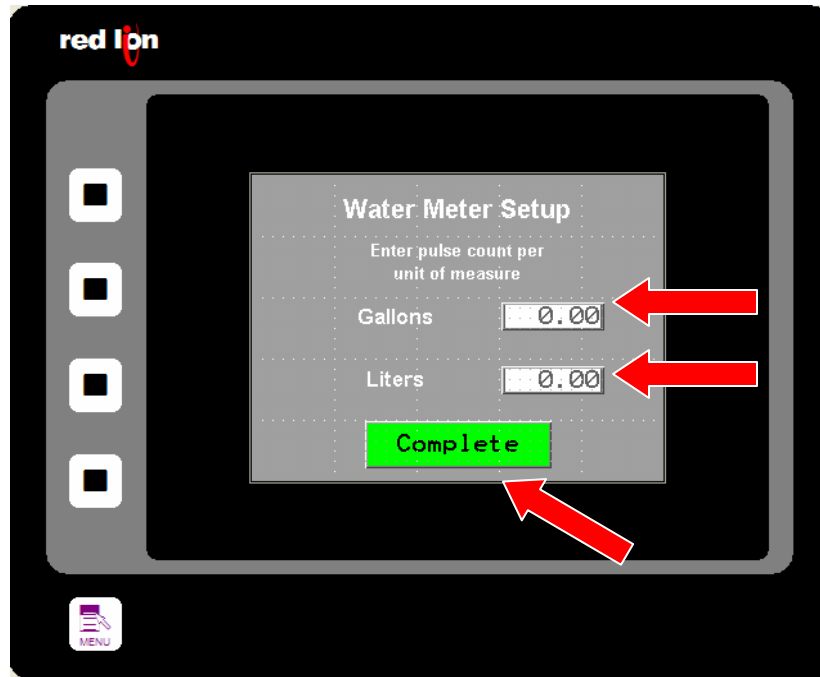 red lion
Water Meter Setup
Enter pulse count per
unit of measure
Gallons 0.00
Liters 0.00
Complete
MENU